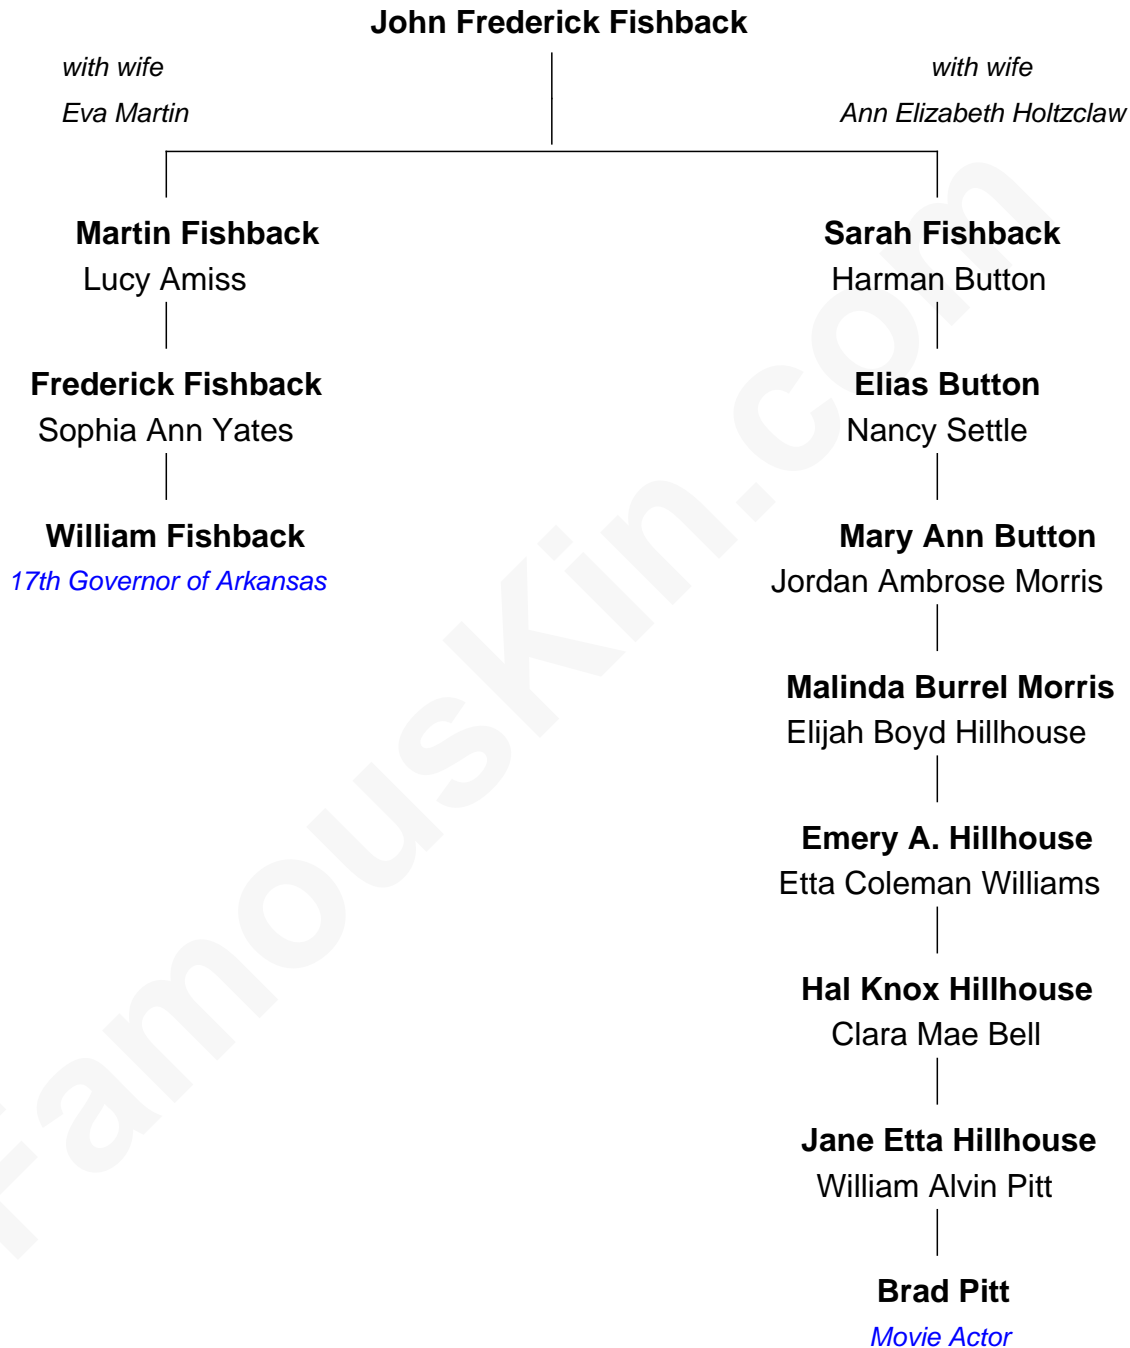 John Frederick Fishback
with wife
Eva Martin
with wife
Ann Elizabeth Holtzclaw
Martin Fishback
Lucy Amiss
Frederick Fishback
Sophia Ann Yates
William Fishback
17th Governor of Arkansas
Sarah Fishback
Harman Button
Elias Button
Nancy Settle
Mary Ann Button
Jordan Ambrose Morris
Malinda Burrel Morris
Elijah Boyd Hillhouse
Emery A. Hillhouse
Etta Coleman Williams
Hal Knox Hillhouse
Clara Mae Bell
Jane Etta Hillhouse
William Alvin Pitt
Brad Pitt
Movie Actor
FamousKin.com